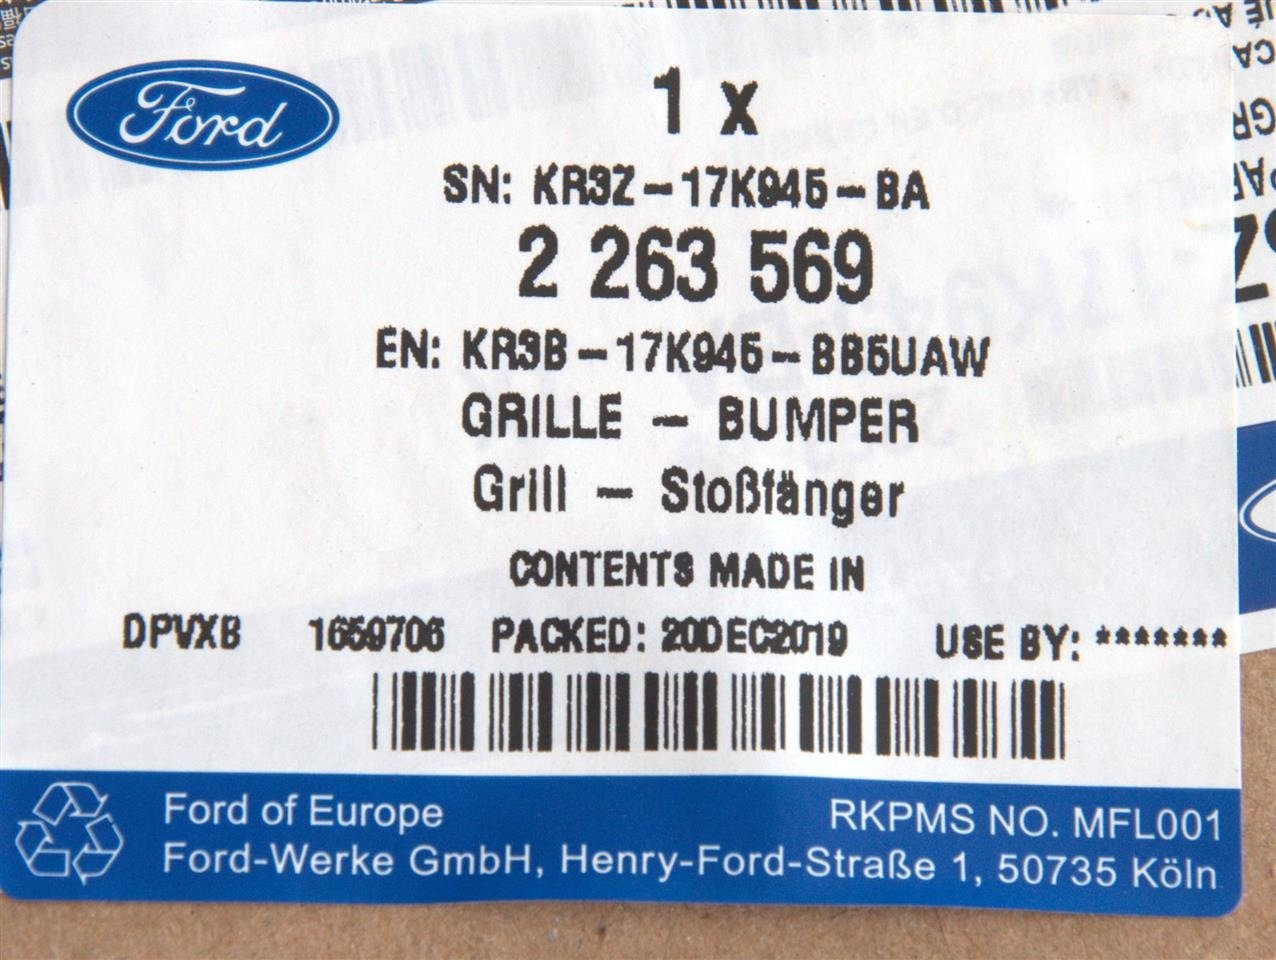 Ford
1 x
SN: KR3Z-17K945-BA
2 263 569
EN: KR3B-17K945-BB5UAW
GRILLE - BUMPER
Grill - Stoßfänger
CONTENTS MADE IN
DPVXB 1659706 PACKED: 20DEC2019 USE BY: *******
Ford of Europe
RKPMS NO. MFL001
Ford-Werke GmbH, Henry-Ford-Straße 1, 50735 Köln